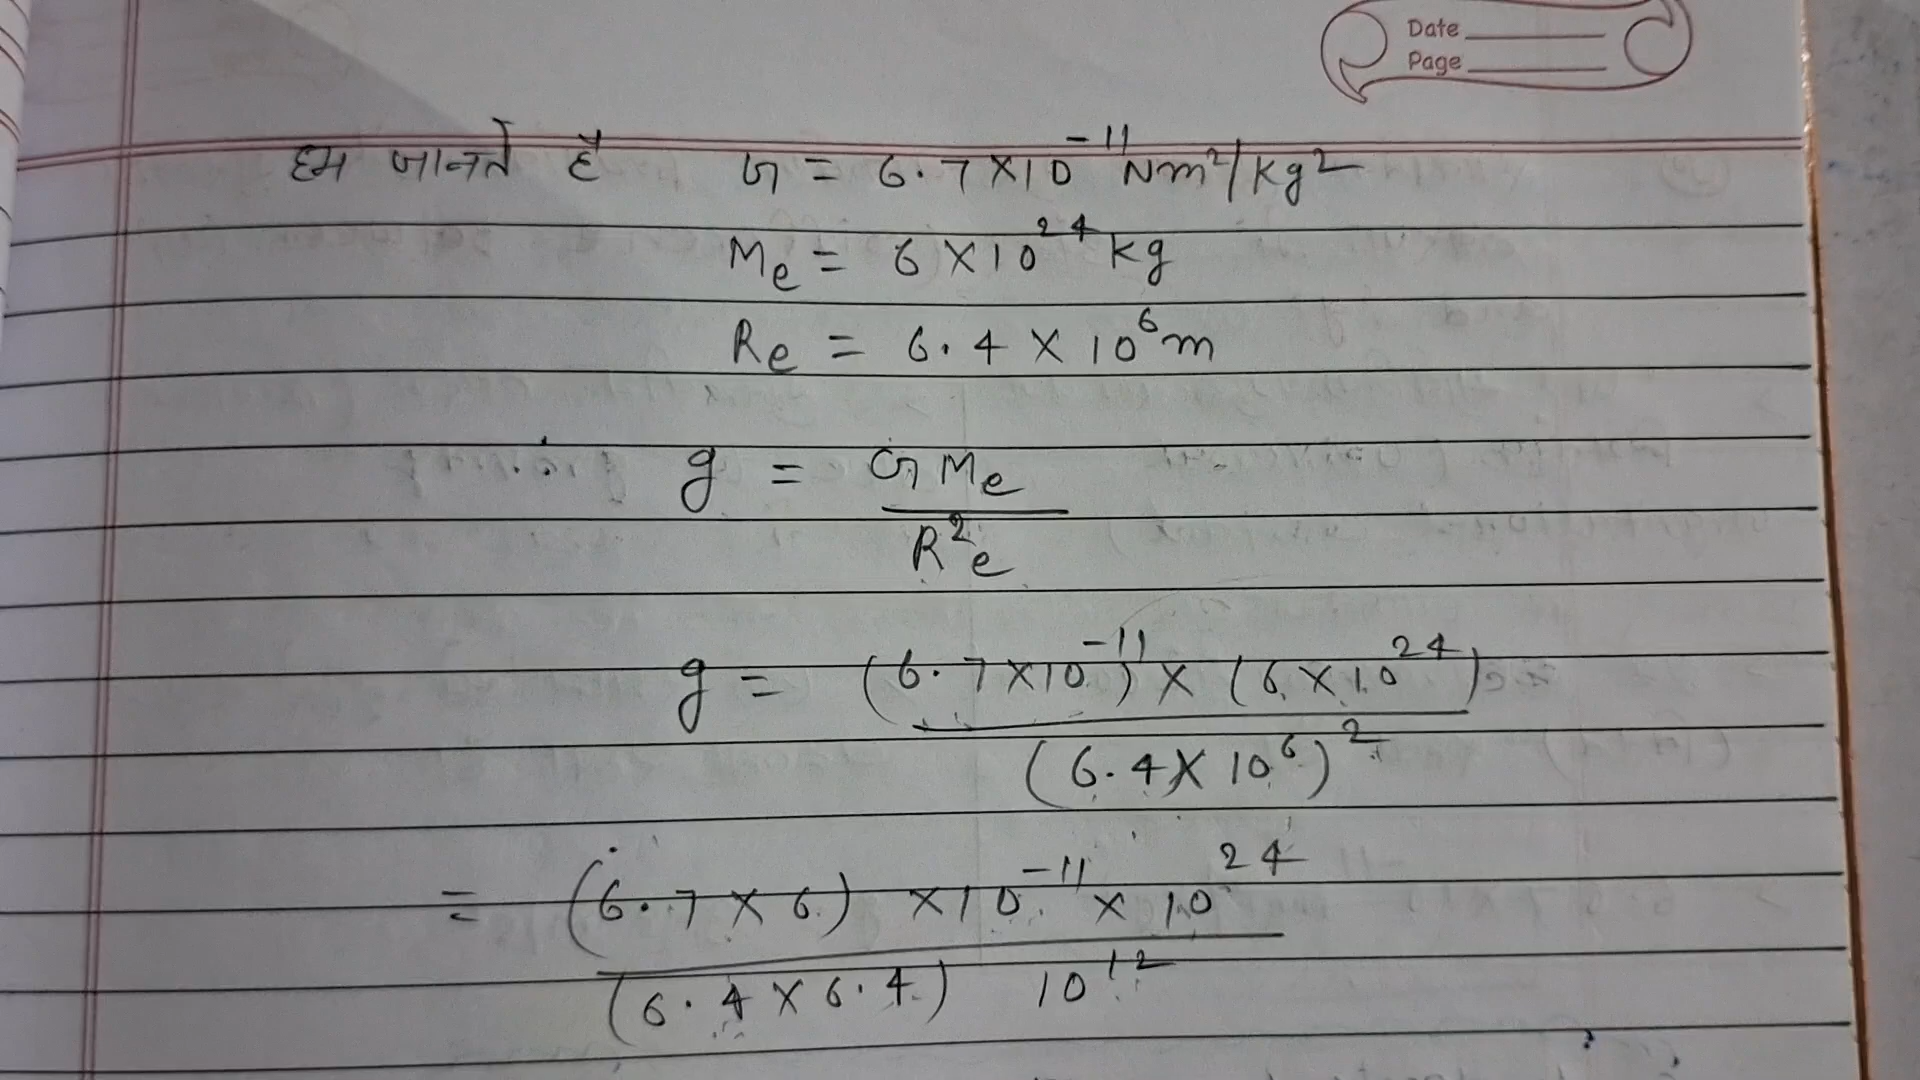 Date
Page
हम जानते है G = 6.7×10⁻¹¹ Nm²/kg²
Me = 6×10²⁴ kg
Re = 6.4 × 10⁶ m
g = GMe
R²e
g = (6.7×10⁻¹¹) × (6×10²⁴)
(6.4×10⁶)²
= (6.7×6) ×10⁻¹¹ × 10²⁴
(6.4×6.4) 10¹²